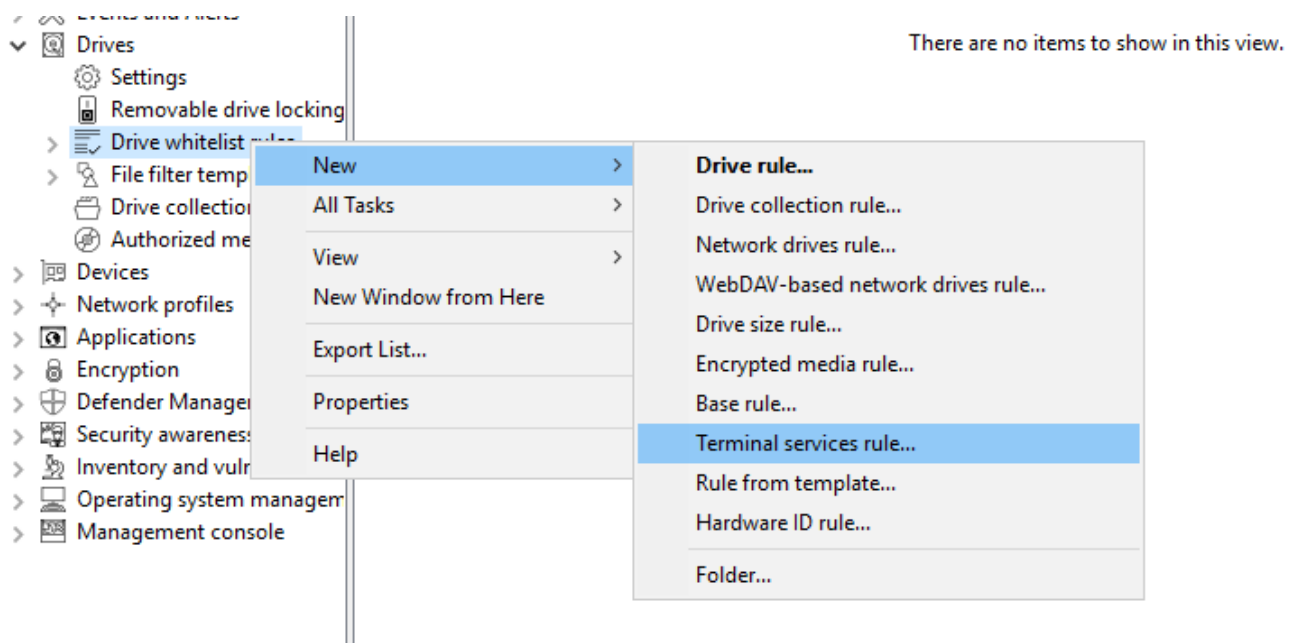 Drives
Settings
Removable drive locking
Drive whitelist rules
File filter temp
Drive collection
Authorized me
Devices
Network profiles
Applications
Encryption
Defender Manage
Security awareness
Inventory and vuln
Operating system managem
Management console
There are no items to show in this view.
New
All Tasks
View
New Window from Here
Export List...
Properties
Help
Drive rule...
Drive collection rule...
Network drives rule...
WebDAV-based network drives rule...
Drive size rule...
Encrypted media rule...
Base rule...
Terminal services rule...
Rule from template...
Hardware ID rule...
Folder...